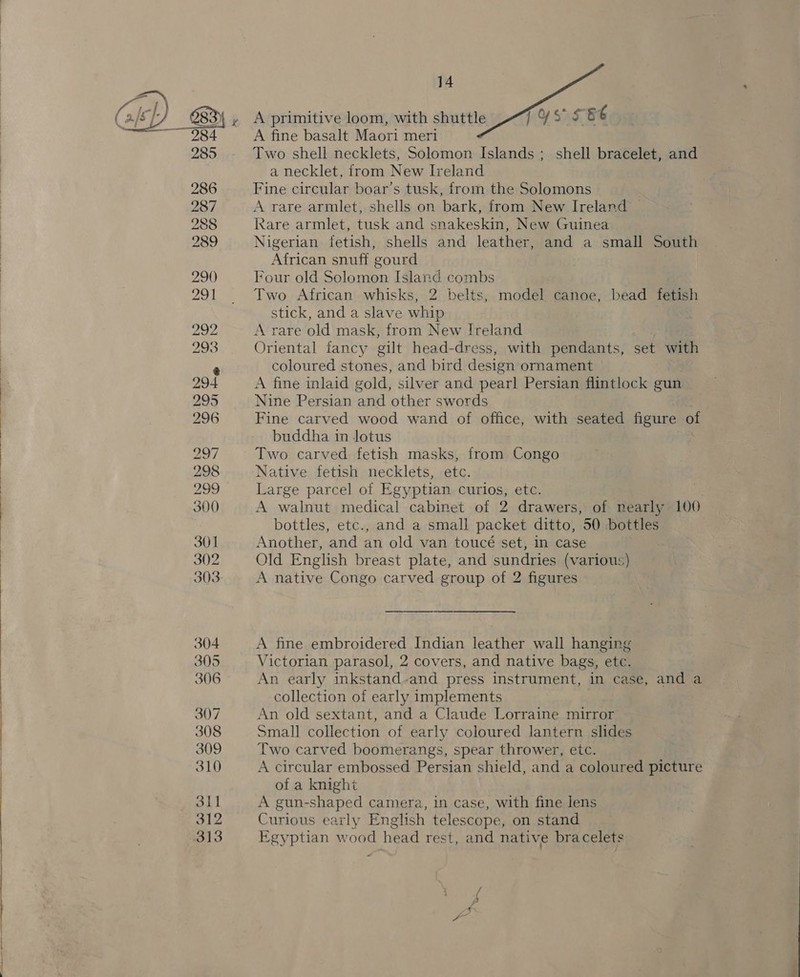 14
283 A primitive loom, with shuttle
284 A fine basalt Maori meri
285 Two shell necklets, Solomon Islands ; shell bracelet, and
a necklet, from New Ireland
286 Fine circular boar's tusk, from the Solomons
287 A rare armlet, shells on bark, from New Ireland
288 Rare armlet, tusk and snakeskin, New Guinea
289 Nigerian fetish, shells and leather, and a small South
African snuff gourd
290 Four old Solomon Island combs
291 Two African whisks, 2 belts, model canoe, bead fetish
stick, and a slave whip
292 A rare old mask, from New Ireland
293 Oriental fancy gilt head-dress, with pendants, set with
coloured stones, and bird design ornament
294 A fine inlaid gold, silver and pearl Persian flintlock gun
295 Nine Persian and other swords
296 Fine carved wood wand of office, with seated figure of
buddha in lotus
297 Two carved fetish masks, from Congo
298 Native fetish necklets, etc.
299 Large parcel of Egyptian curios, etc.
300 A walnut medical cabinet of 2 drawers, of nearly 100
bottles, etc., and a small packet ditto, 50 bottles
301 Another, and an old van toucé set, in case
302 Old English breast plate, and sundries (various)
303 A native Congo carved group of 2 figures
304 A fine embroidered Indian leather wall hanging
305 Victorian parasol, 2 covers, and native bags, etc.
306 An early inkstand and press instrument, in case, and a
collection of early implements
307 An old sextant, and a Claude Lorraine mirror
308 Small collection of early coloured lantern slides
309 Two carved boomerangs, spear thrower, etc.
310 A circular embossed Persian shield, and a coloured picture
of a knight
311 A gun-shaped camera, in case, with fine lens
312 Curious early English telescope, on stand
313 Egyptian wood head rest, and native bracelets